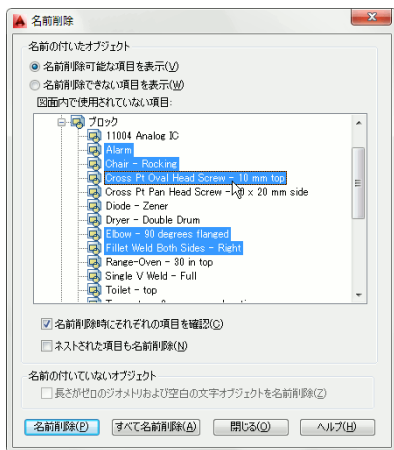 名前削除
名前の付いたオブジェクト
名前削除可能な項目を表示(V)
名前削除できない項目を表示(W)
図面内で使用されていない項目:
ブロック
11004 Analog IC
Alarm
Chair - Rocking
Cross Pt Oval Head Screw - 10 mm top
Cross Pt Pan Head Screw - x 20 mm side
Diode - Zener
Dryer - Double Drum
Elbow - 90 degrees flanged
Fillet Weld Both Sides - Right
Range-Oven - 30 in top
Single V Weld - Full
Toilet - top
名前削除時にそれぞれの項目を確認(C)
ネストされた項目も名前削除(N)
名前の付いていないオブジェクト
長さがゼロのジオメトリおよび空白の文字オブジェクトを名前削除(Z)
名前削除(P) すべて名前削除(A) 閉じる(O) ヘルプ(H)